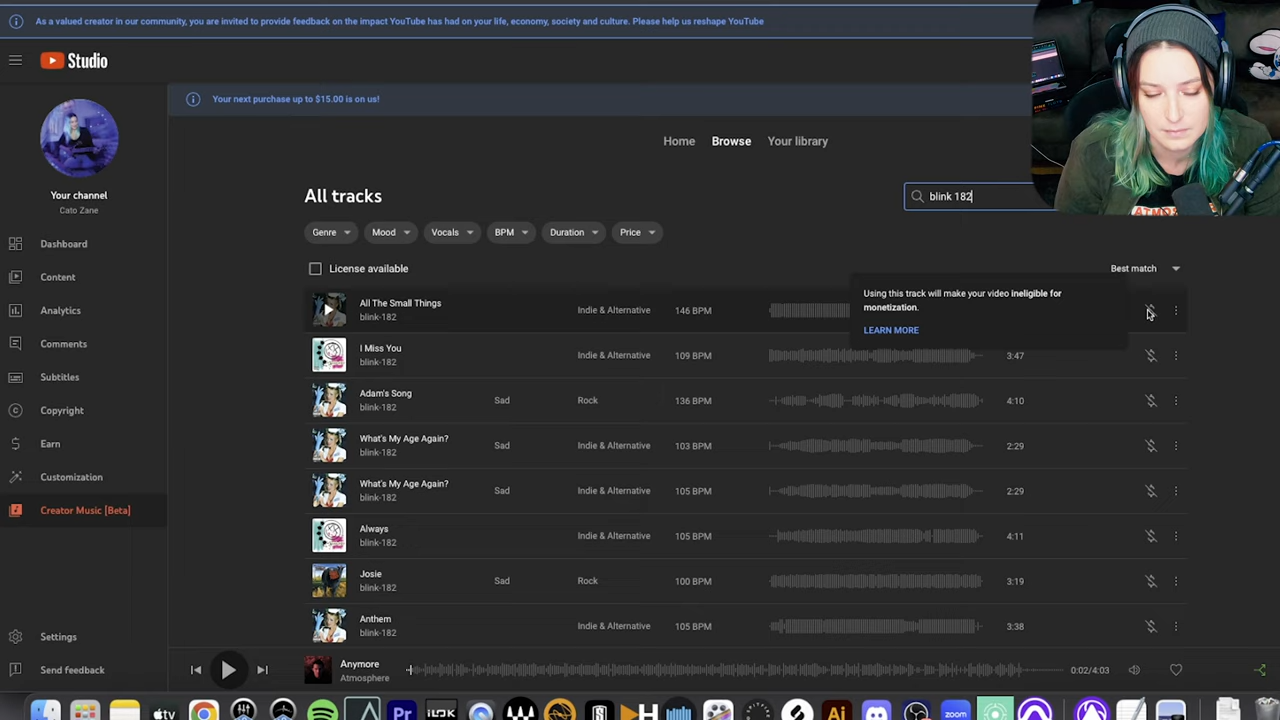 As a valued creator in our community, you are invited to provide feedback on the impact YouTube has had on your life, economy, society and culture. Please help us reshape YouTube
Studio
Your next purchase up to $15.00 is on us!
Your channel
Cato Zane
Dashboard
Content
Analytics
Comments
Subtitles
Copyright
Earn
Customization
Creator Music [Beta]
Settings
Send feedback
Home Browse Your library
All tracks
blink 182
Genre Mood Vocals BPM Duration Price
License available
Best match
Using this track will make your video ineligible for
monetization.
LEARN MORE
All The Small Things
blink-182
Indie & Alternative 146 BPM
I Miss You
blink-182
Indie & Alternative 109 BPM 3:47
Adam's Song
blink-182
Sad Rock 136 BPM 4:10
What's My Age Again?
blink-182
Sad Indie & Alternative 103 BPM 2:29
What's My Age Again?
blink-182
Sad Indie & Alternative 105 BPM 2:29
Always
blink-182
Indie & Alternative 105 BPM 4:11
Josie
blink-182
Sad Rock 100 BPM 3:19
Anthem
blink-182
Indie & Alternative 105 BPM 3:38
Anymore
Atmosphere
0:02/4:03
tv
Pr
iLOK
H
Ai
zoom